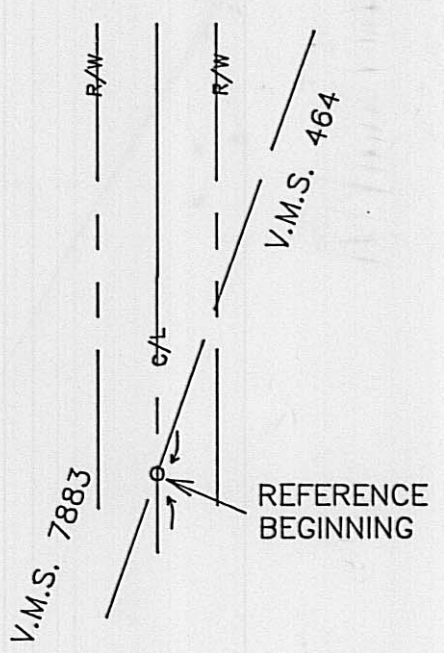 R/W
R/W
V.M.S. 464
C/L
V.M.S. 7883
REFERENCE
BEGINNING